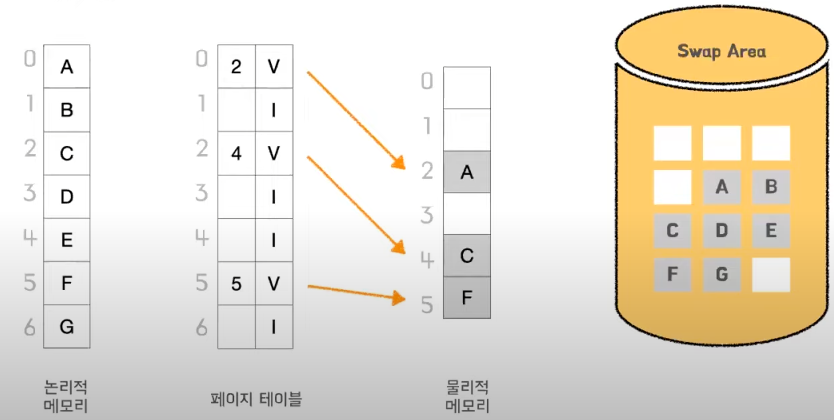 Swap Area
0 A
1 B
2 C
3 D
4 E
5 F
6 G
논리적
메모리
0 2 V
1 I
2 4 V
3 I
4 I
5 5 V
6 I
페이지 테이블
0
1
2 A
3
4 C
5 F
물리적
메모리
A B
C D E
F G